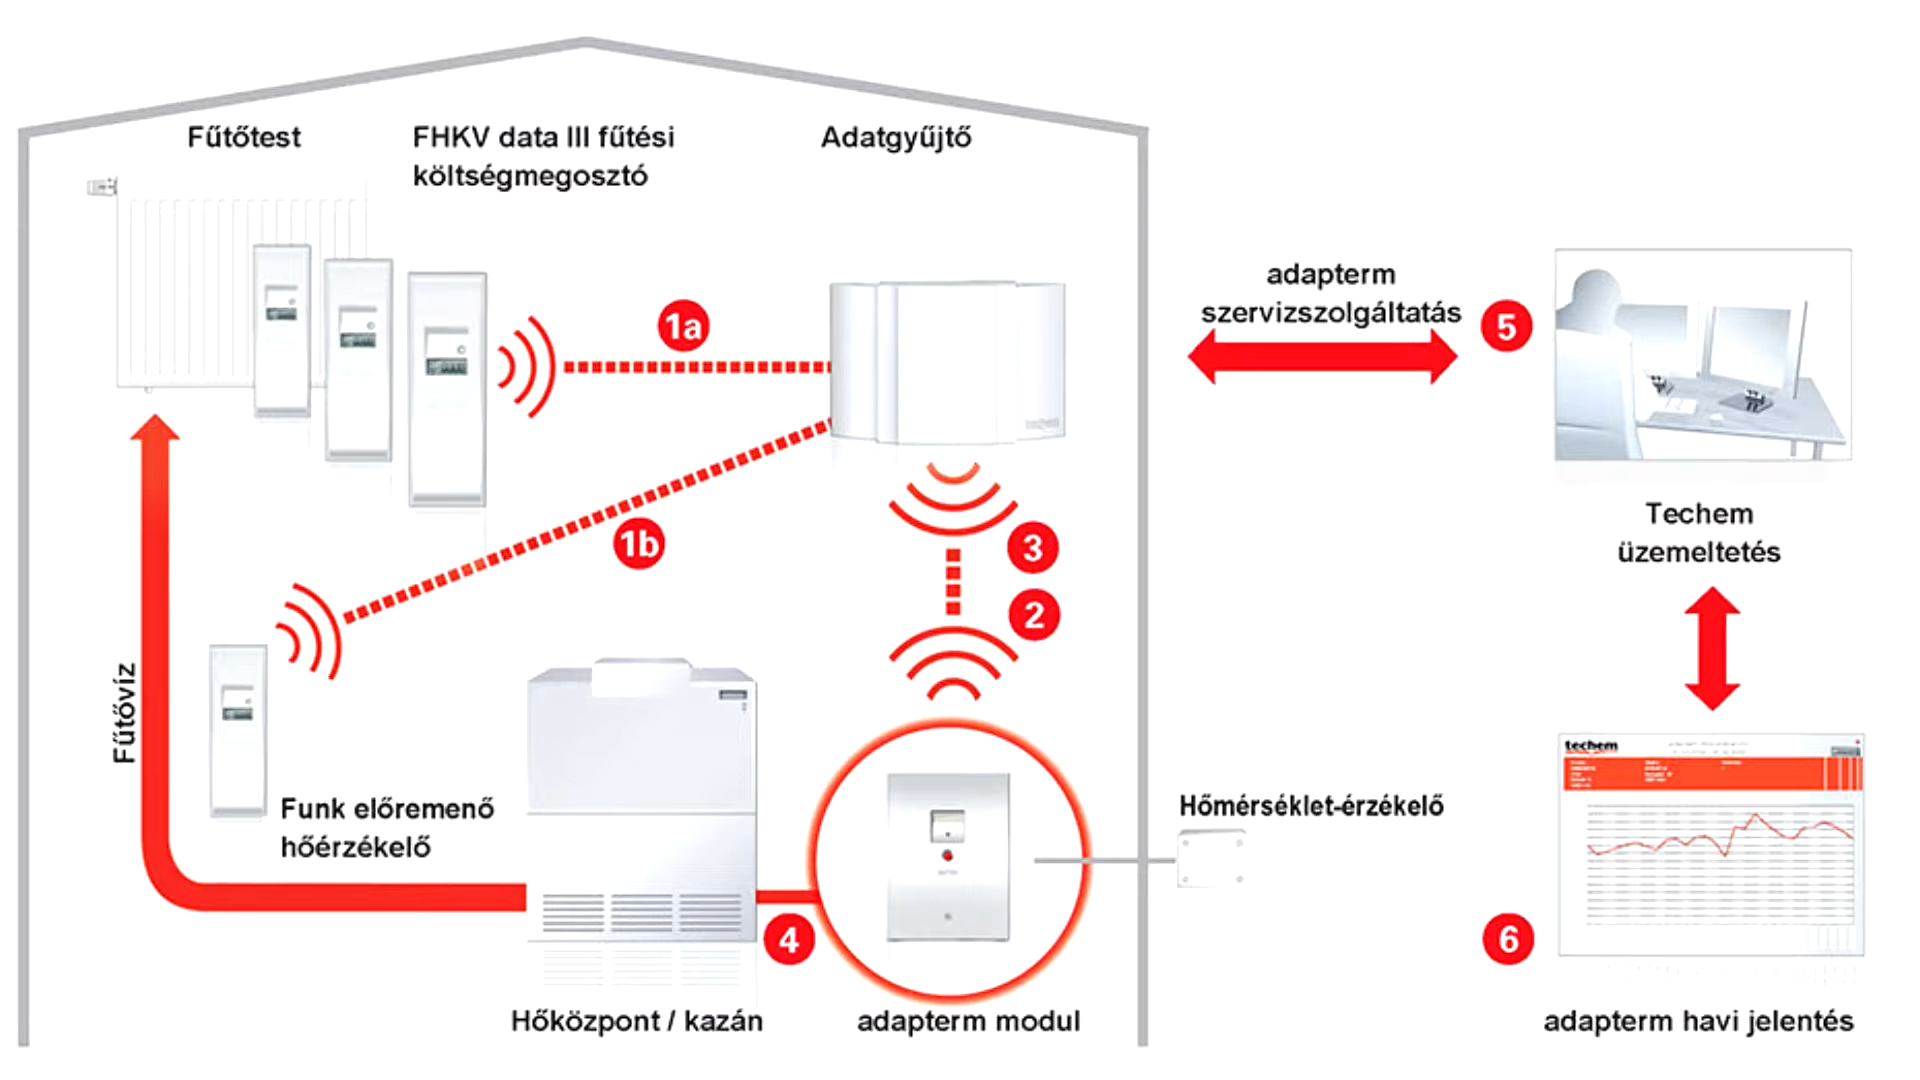 Fűtőtest
FHKV data III fűtési
költségmegosztó
Adatgyűjtő
1a
adapterm
szervizszolgáltatás
5
1b
3
2
Techem
üzemeltetés
Fűtővíz
techem
Funk előremenő
hőérzékelő
Hőmérséklet-érzékelő
4
6
Hőközpont / kazán
adapterm modul
adapterm havi jelentés